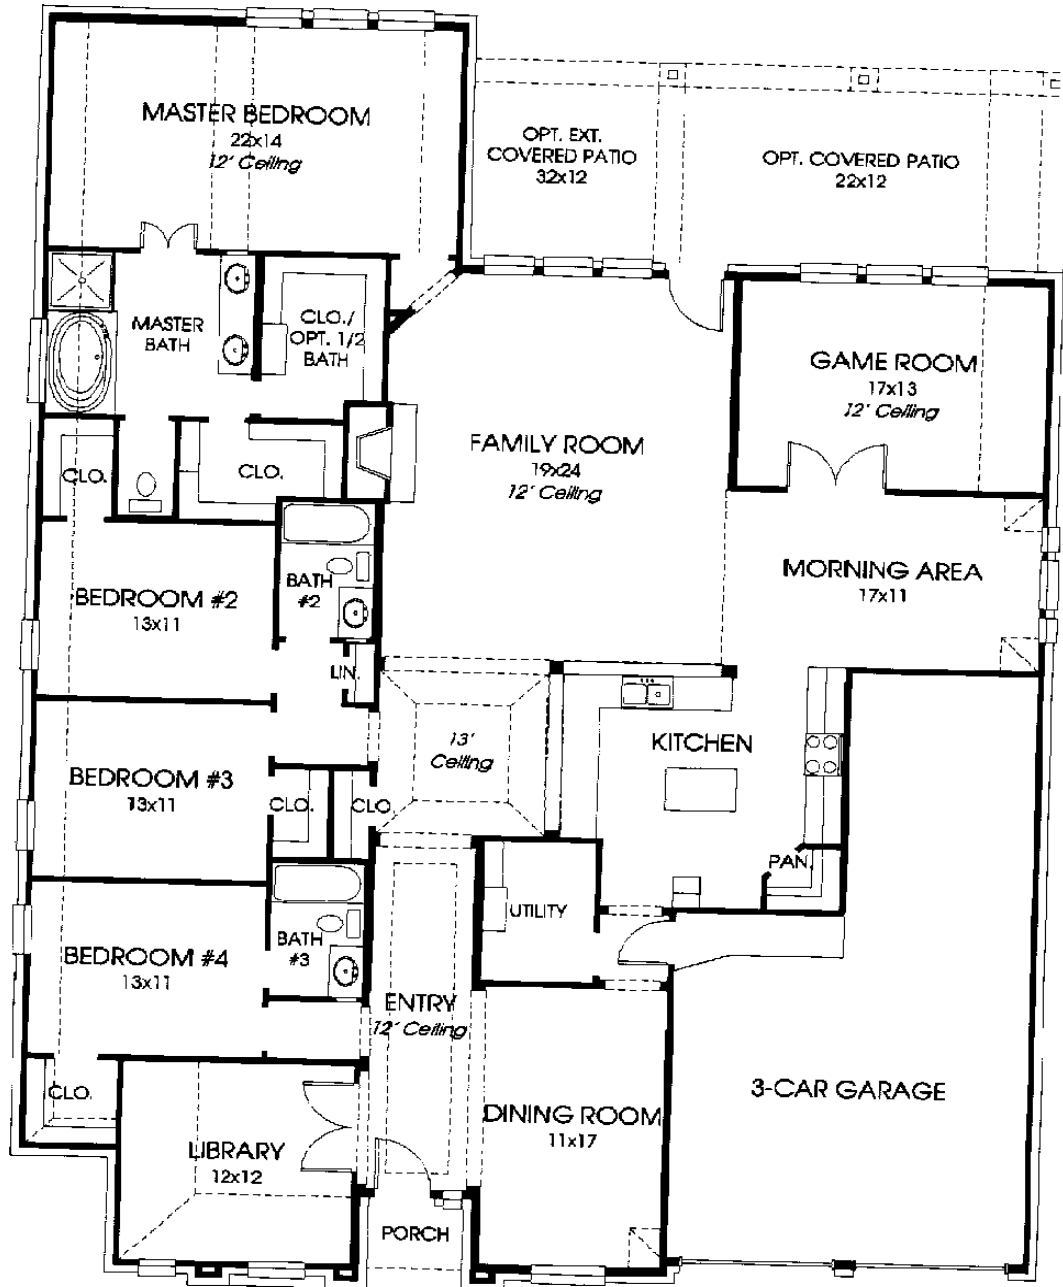 MASTER BEDROOM
22x14
12' Ceiling
OPT. EXT.
COVERED PATIO
32x12
OPT. COVERED PATIO
22x12
MASTER
BATH
CLO./
OPT. 1/2
BATH
GAME ROOM
17x13
12' Ceiling
FAMILY ROOM
19x24
12' Ceiling
CLO.
CLO.
BEDROOM #2
13x11
BATH
#2
MORNING AREA
17x11
LIN.
13'
Ceiling
KITCHEN
BEDROOM #3
13x11
CLO.
CLO.
PAN.
UTILITY
BEDROOM #4
13x11
BATH
#3
ENTRY
12' Ceiling
CLO.
LIBRARY
12x12
DINING ROOM
11x17
3-CAR GARAGE
PORCH